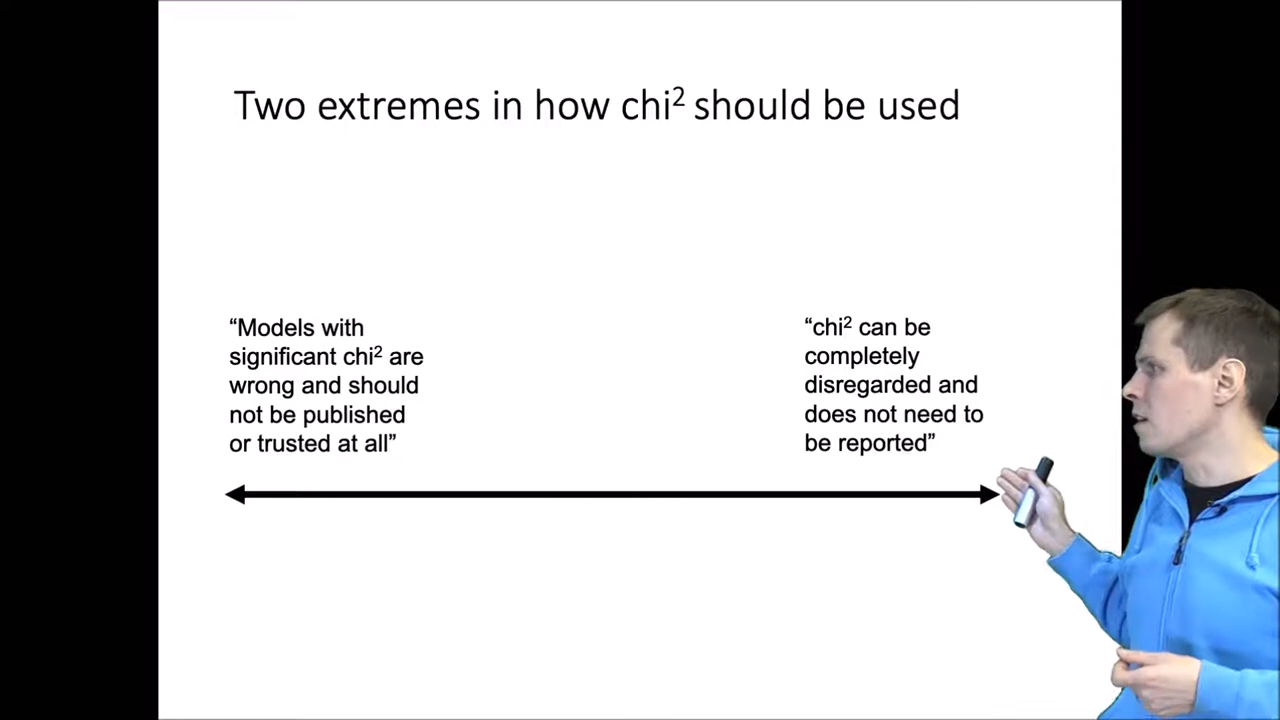 Two extremes in how chi² should be used
“Models with
significant chi² are
wrong and should
not be published
or trusted at all”
“chi² can be
completely
disregarded and
does not need to
be reported”